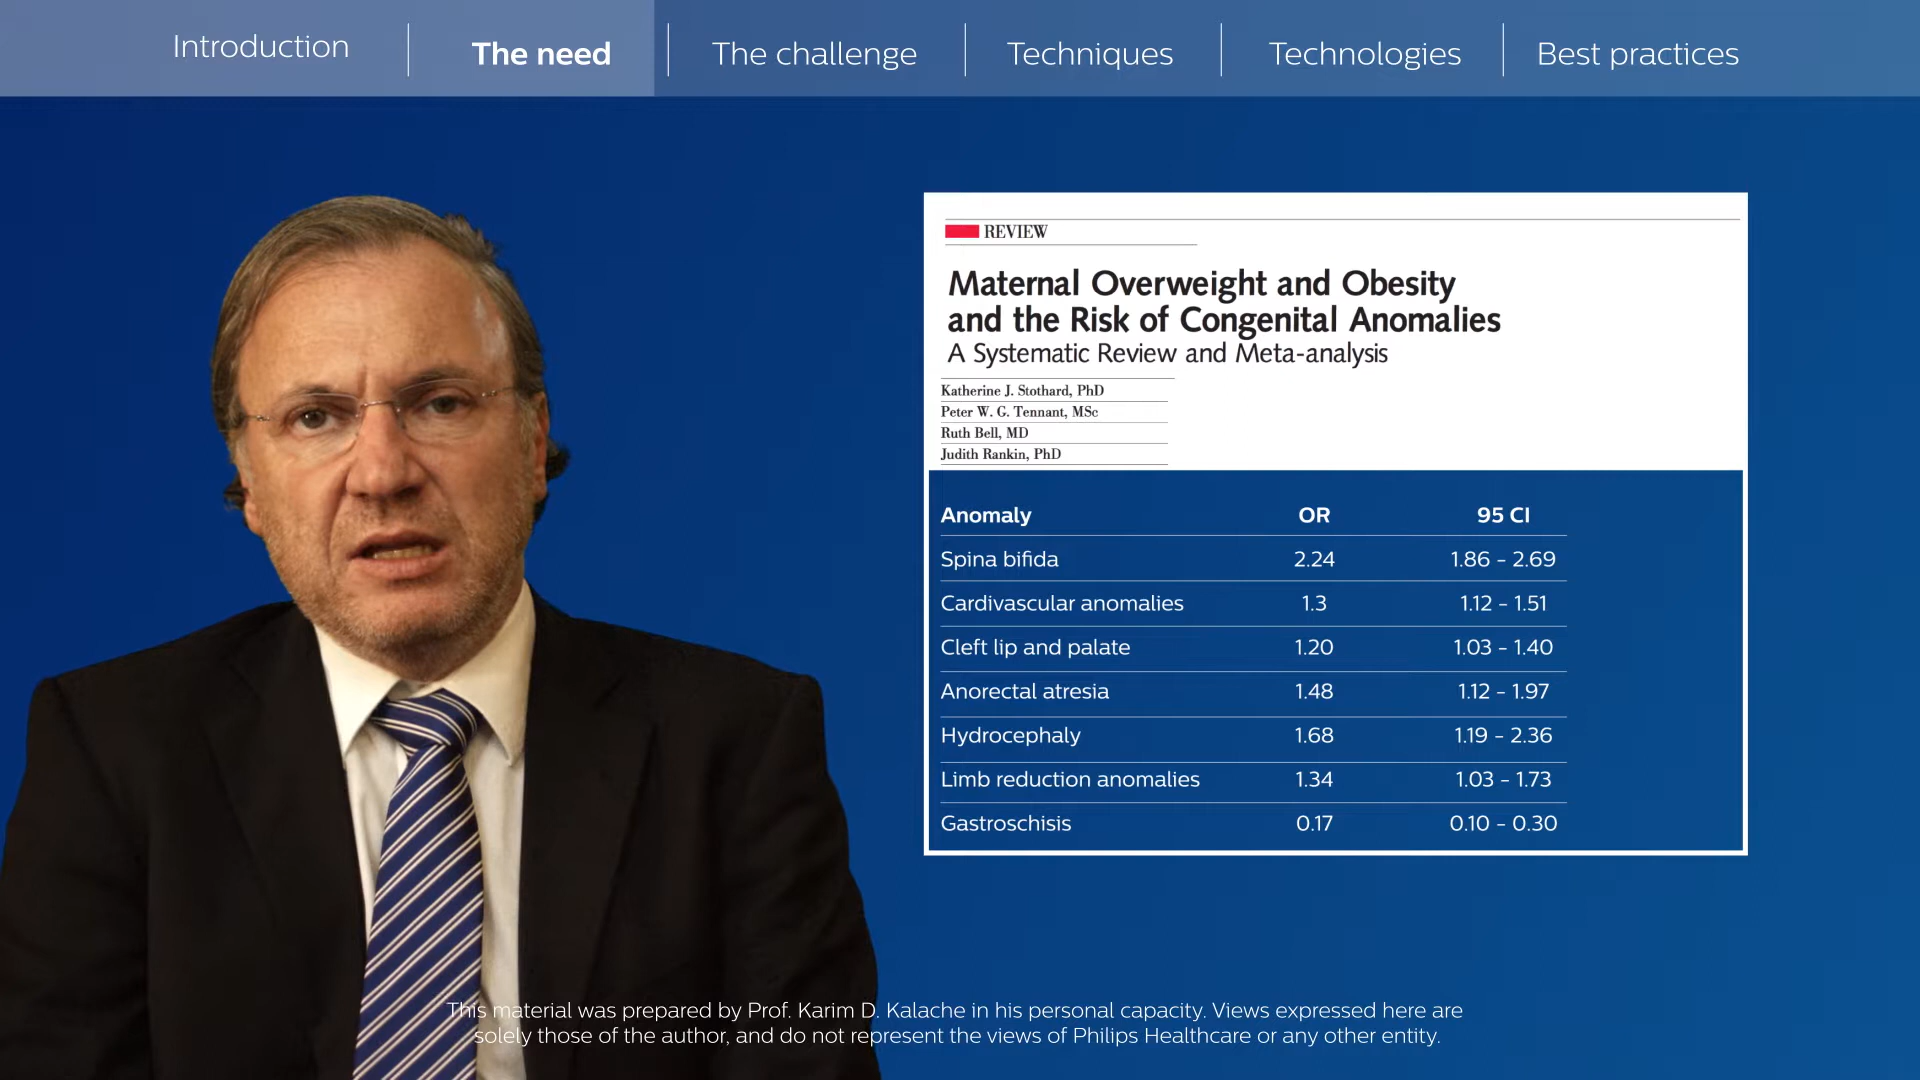 Introduction
The need
The challenge
Techniques
Technologies
Best practices
REVIEW
Maternal Overweight and Obesity
and the Risk of Congenital Anomalies
A Systematic Review and Meta-analysis
Katherine J. Stothard, PhD
Peter W. G. Tennant, MSc
Ruth Bell, MD
Judith Rankin, PhD
Anomaly OR 95 CI
Spina bifida 2.24 1.86 - 2.69
Cardivascular anomalies 1.3 1.12 - 1.51
Cleft lip and palate 1.20 1.03 - 1.40
Anorectal atresia 1.48 1.12 - 1.97
Hydrocephaly 1.68 1.19 - 2.36
Limb reduction anomalies 1.34 1.03 - 1.73
Gastroschisis 0.17 0.10 - 0.30
This material was prepared by Prof. Karim D. Kalache in his personal capacity. Views expressed here are
solely those of the author, and do not represent the views of Philips Healthcare or any other entity.